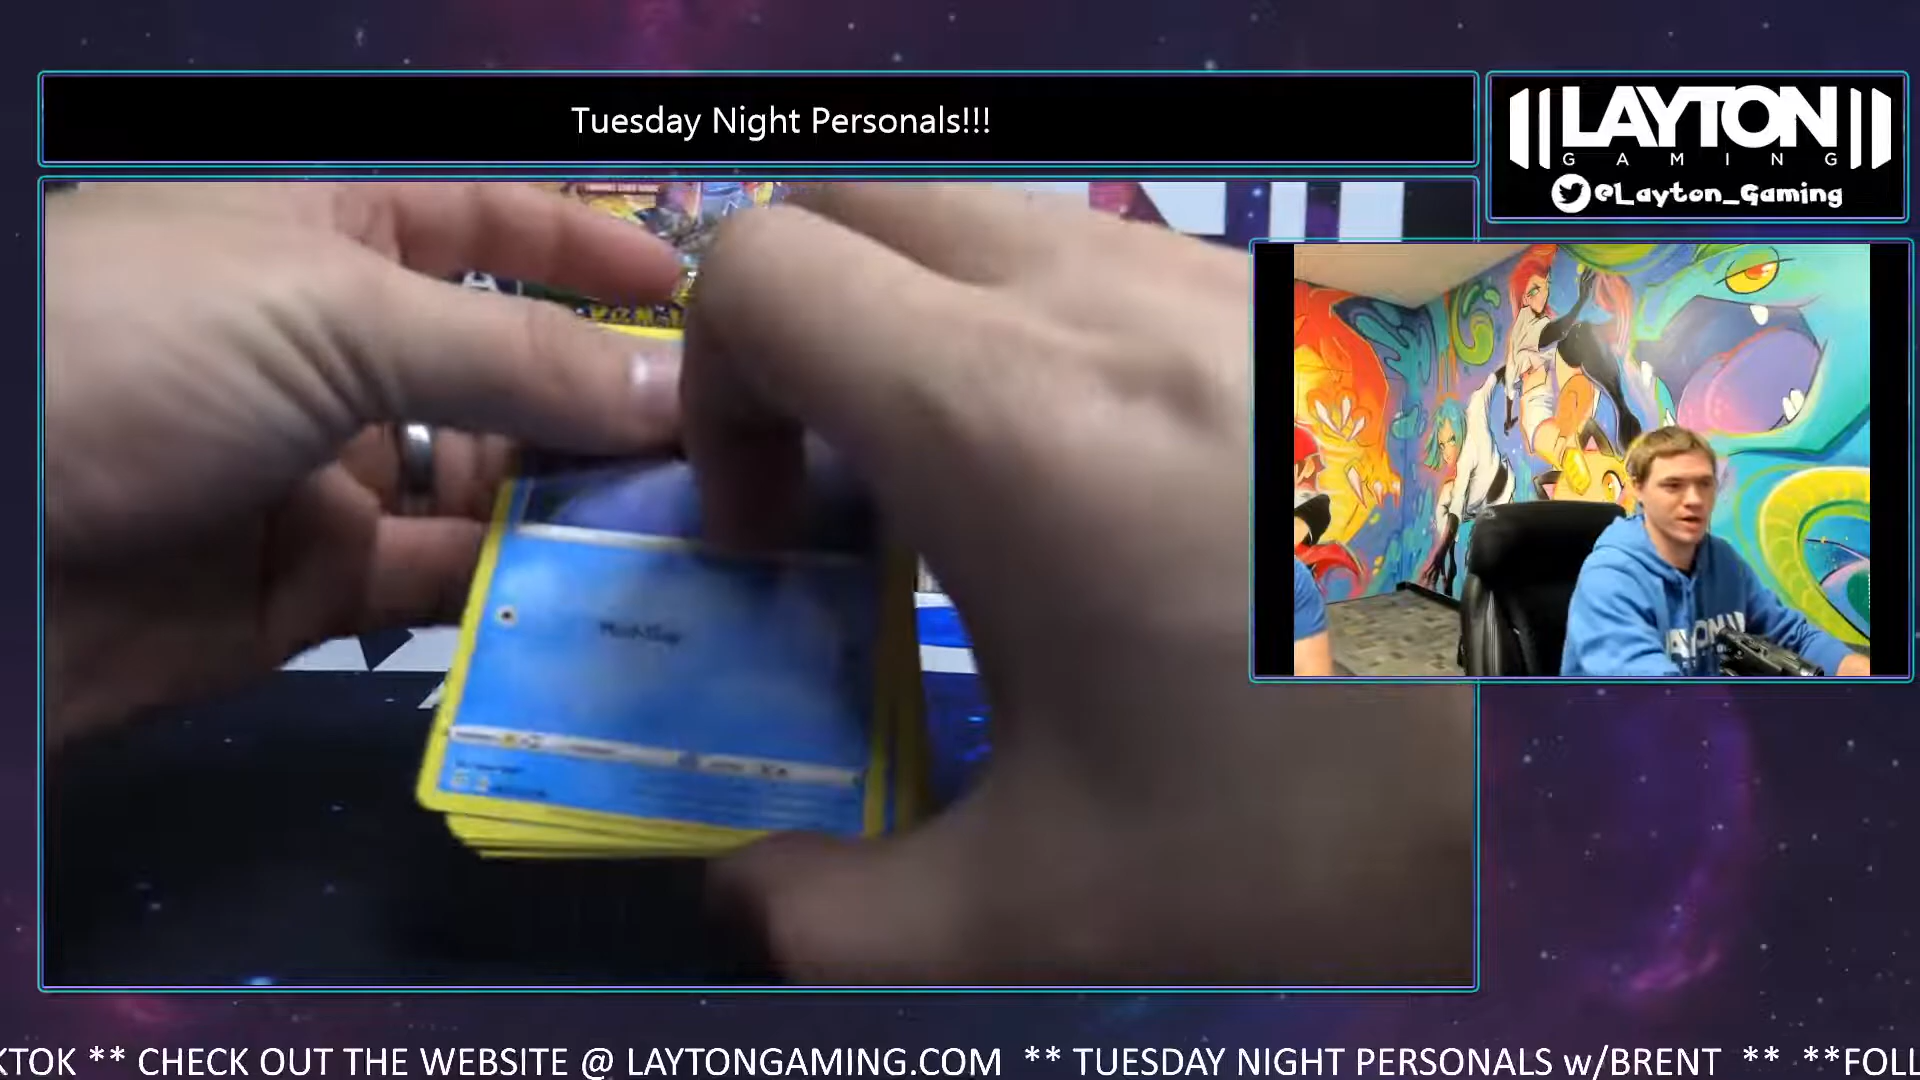 Tuesday Night Personals!!!
LAYTON
GAMING
@Layton_Gaming
KTOK ** CHECK OUT THE WEBSITE @ LAYTONGAMING.COM ** TUESDAY NIGHT PERSONALS w/BRENT ** **FOLL